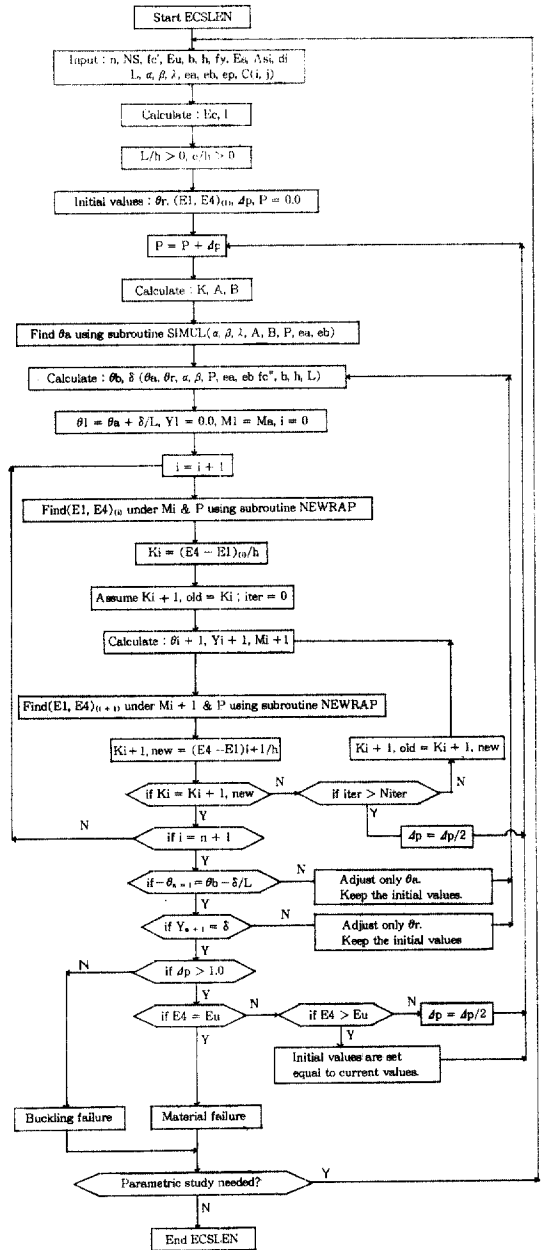 Start ECSLEN
Input : n, NS, fc', Eu, b, h, fy, Es, Asi, di
L, α, β, λ, ea, eb, ep, C(i, j)
Calculate : Ec, I
L/h > 0, e/h > 0
Initial values : θr, (E1, E4)(1), Δp, P = 0.0
P = P + Δp
Calculate : K, A, B
Find θa using subroutine SIMUL(α, β, λ, A, B, P, ea, eb)
Calculate : θb, δ (θa, θr, α, β, P, ea, eb fc", b, h, L)
θ1 = θa + δ/L, Y1 = 0.0, M1 = Ma, i = 0
i = i + 1
Find(E1, E4)(i) under Mi & P using subroutine NEWRAP
Ki = (E4 − E1)(i)/h
Assume Ki + 1, old = Ki ; iter = 0
Calculate : θi + 1, Yi + 1, Mi +1
Find(E1, E4)(i + 1) under Mi + 1 & P using subroutine NEWRAP
Ki+1, new = (E4 −E1)i+1/h
Ki + 1, old = Ki + 1, new
if Ki = Ki + 1, new
N
if iter > Niter
N
Y
Y
N
if i = n + 1
Δp = Δp/2
Y
if −θn + 1 = θb − δ/L
N
Adjust only θa.
Keep the initial values.
Y
if Yn + 1 = δ
N
Adjust only θr.
Keep the initial values
Y
N
if Δp > 1.0
Y
if E4 = Eu
N
if E4 > Eu
N
Δp = Δp/2
Y
Y
Initial values are set
equal to current values.
Buckling failure
Material failure
Parametric study needed?
Y
N
End ECSLEN